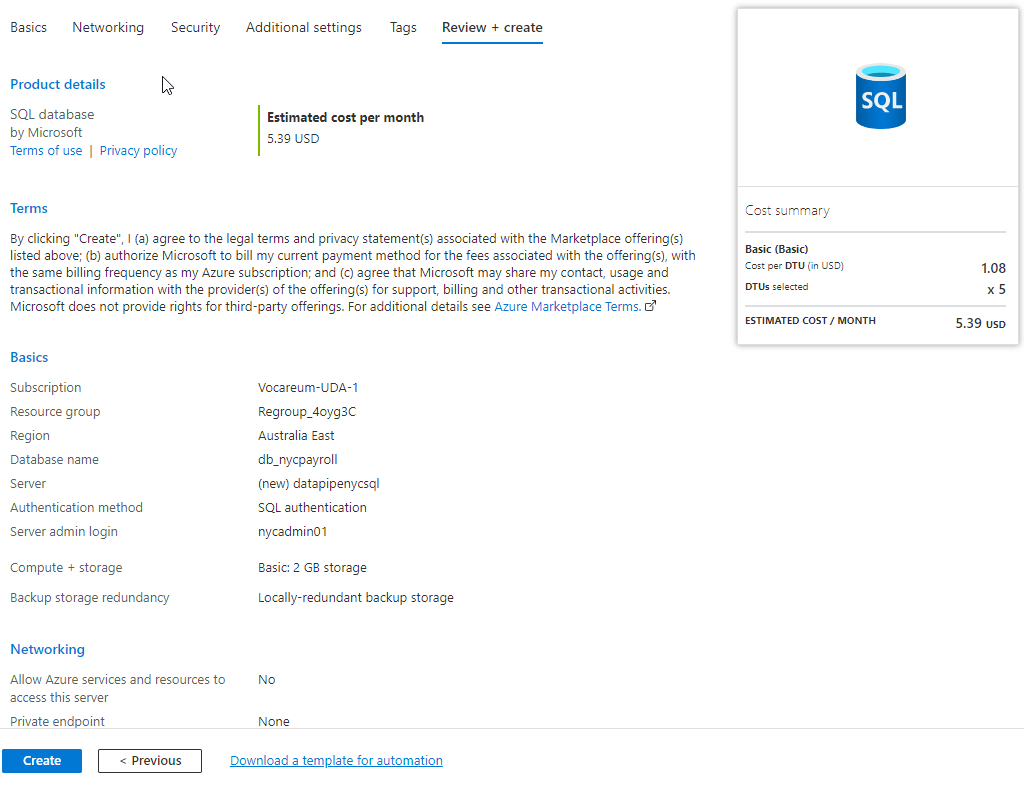 Basics Networking Security Additional settings Tags Review + create
Product details
SQL database
by Microsoft
Terms of use | Privacy policy
Estimated cost per month
5.39 USD
Terms
By clicking "Create", I (a) agree to the legal terms and privacy statement(s) associated with the Marketplace offering(s)
listed above; (b) authorize Microsoft to bill my current payment method for the fees associated with the offering(s), with
the same billing frequency as my Azure subscription; and (c) agree that Microsoft may share my contact, usage and
transactional information with the provider(s) of the offering(s) for support, billing and other transactional activities.
Microsoft does not provide rights for third-party offerings. For additional details see Azure Marketplace Terms.
Basics
Subscription Vocareum-UDA-1
Resource group Regroup_4oyg3C
Region Australia East
Database name db_nycpayroll
Server (new) datapipenycsql
Authentication method SQL authentication
Server admin login nycadmin01
Compute + storage Basic: 2 GB storage
Backup storage redundancy Locally-redundant backup storage
Networking
Allow Azure services and resources to No
access this server
Private endpoint None
Create < Previous Download a template for automation
SQL
Cost summary
Basic (Basic)
Cost per DTU (in USD) 1.08
DTUs selected x 5
ESTIMATED COST / MONTH 5.39 USD